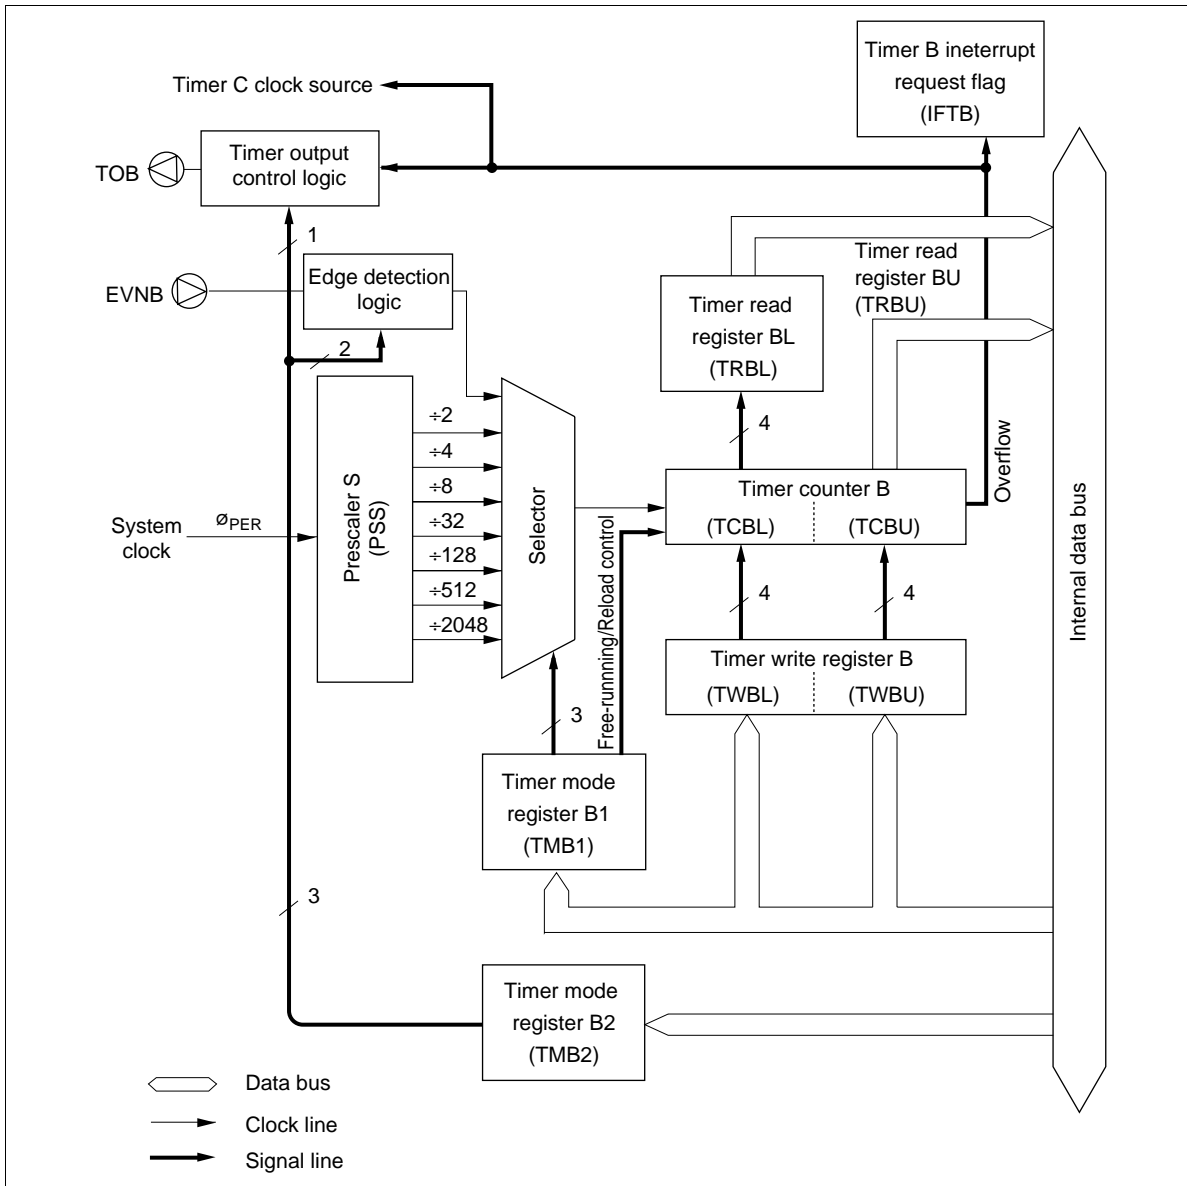 Timer B ineterrupt
request flag
(IFTB)
Timer C clock source
Timer output
control logic
TOB
1
EVNB
Edge detection
logic
2
Timer read
register BL
(TRBL)
Timer read
register BU
(TRBU)
÷2
÷4
÷8
÷32
÷128
÷512
÷2048
Prescaler S
(PSS)
System
clock
øPER
Selector
4
Timer counter B
(TCBL)
(TCBU)
Overflow
Internal data bus
4
4
Timer write register B
(TWBL)
(TWBU)
3
Free-runnning/Reload control
Timer mode
register B1
(TMB1)
3
Timer mode
register B2
(TMB2)
Data bus
Clock line
Signal line